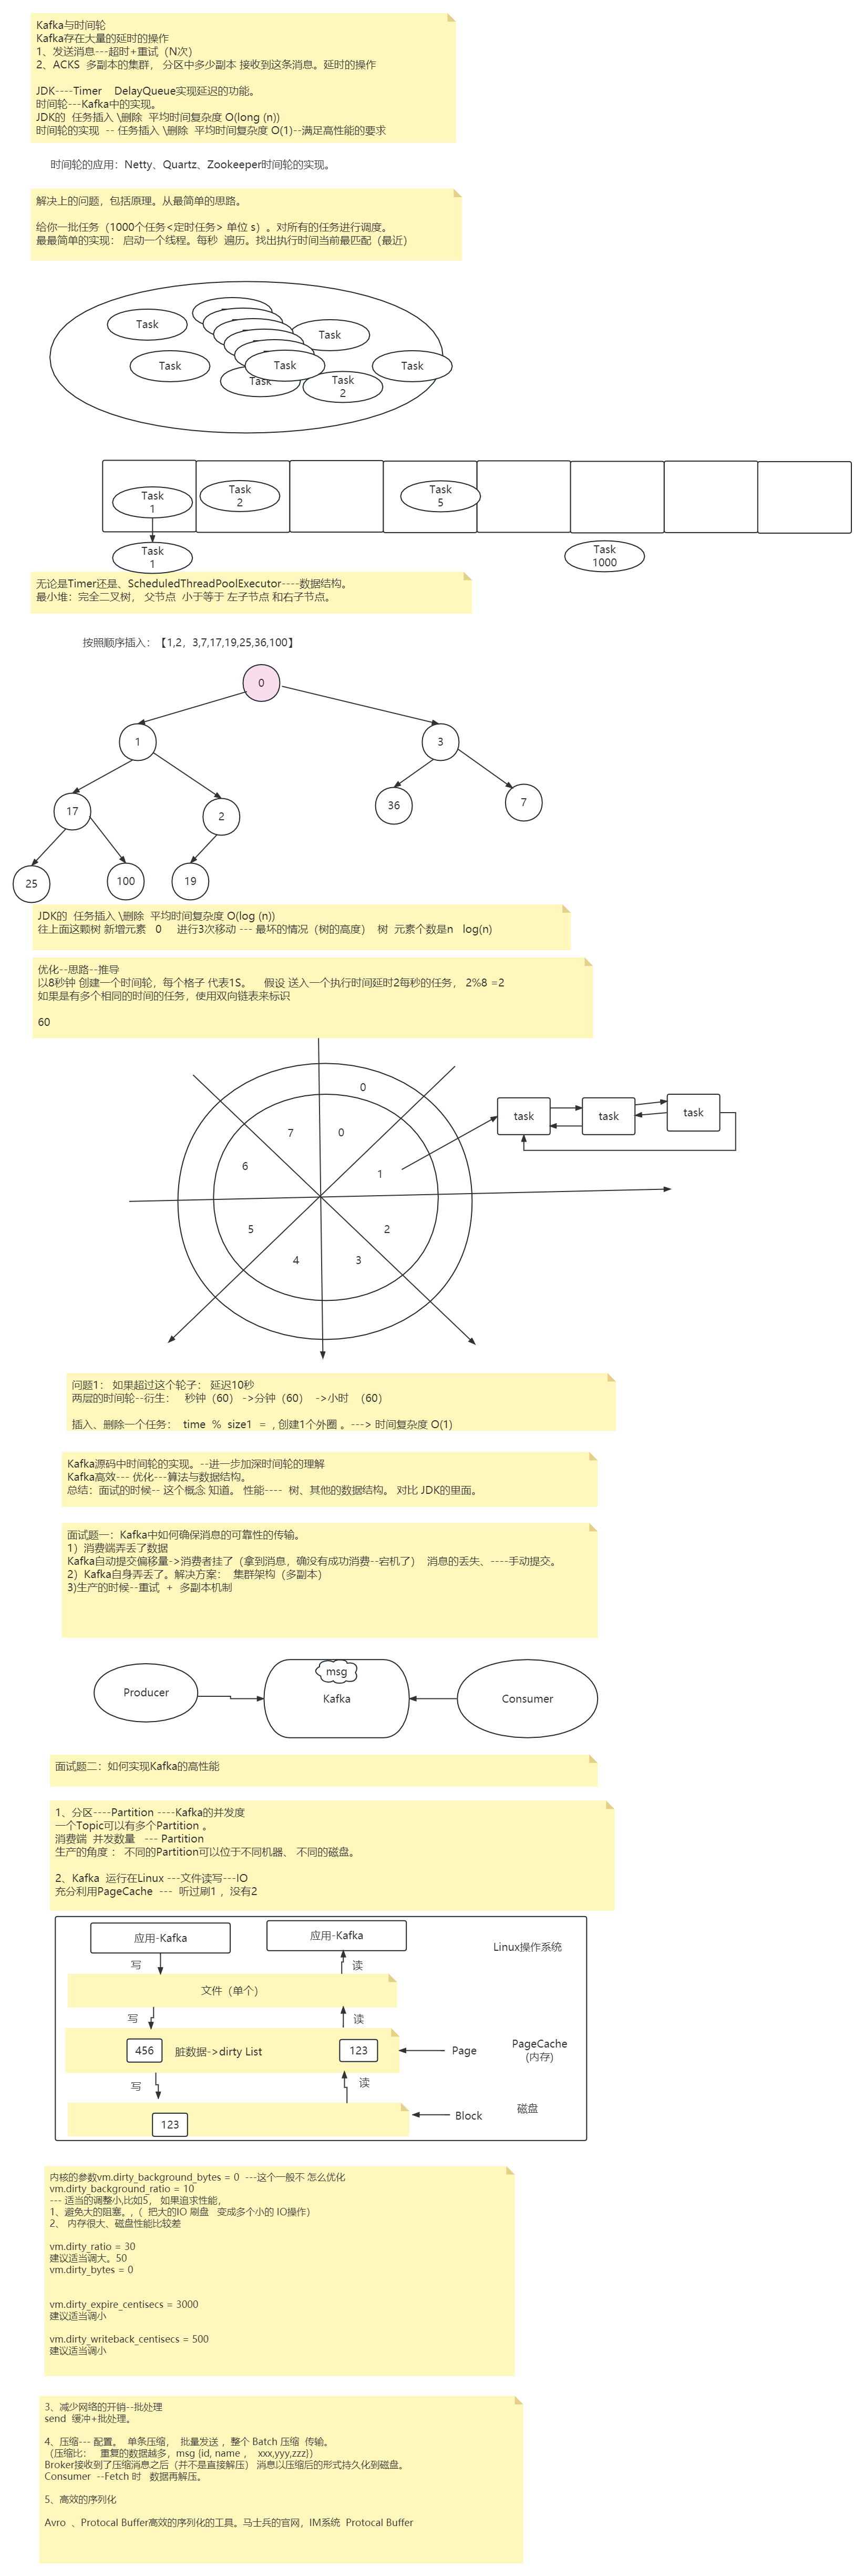 Kafka与时间轮
Kafka存在大量的延时的操作
1、发送消息---超时+重试（N次）
2、ACKS  多副本的集群， 分区中多少副本 接收到这条消息。延时的操作
JDK----Timer    DelayQueue实现延迟的功能。
时间轮---Kafka中的实现。
JDK的  任务插入 \删除  平均时间复杂度 O(long (n))
时间轮的实现  -- 任务插入 \删除  平均时间复杂度 O(1)--满足高性能的要求
时间轮的应用：Netty、Quartz、Zookeeper时间轮的实现。
解决上的问题，包括原理。从最简单的思路。
给你一批任务（1000个任务<定时任务> 单位 s）。对所有的任务进行调度。
最最简单的实现： 启动一个线程。每秒  遍历。找出执行时间当前最匹配（最近）
Task
Task
Task
Task
Task
Task
Task
2
Task
1
Task
2
Task
5
Task
1
Task
1000
无论是Timer还是、ScheduledThreadPoolExecutor----数据结构。
最小堆：完全二叉树， 父节点  小于等于 左子节点 和右子节点。
按照顺序插入：【1,2，3,7,17,19,25,36,100】
0
1
3
17
2
36
7
25
100
19
JDK的  任务插入 \删除  平均时间复杂度 O(log (n))
往上面这颗树 新增元素   0     进行3次移动 --- 最坏的情况（树的高度）  树  元素个数是n   log(n)
优化--思路--推导
以8秒钟 创建一个时间轮，每个格子 代表1S。    假设 送入一个执行时间延时2每秒的任务， 2%8 =2
如果是有多个相同的时间的任务，使用双向链表来标识
60
0
7
0
6
1
5
2
4
3
task
task
task
问题1： 如果超过这个轮子： 延迟10秒
两层的时间轮--衍生：   秒钟（60） ->分钟（60）  ->小时  （60）
插入、删除一个任务：  time  %  size1  =  , 创建1个外圈 。---> 时间复杂度 O(1)
Kafka源码中时间轮的实现。--进一步加深时间轮的理解
Kafka高效--- 优化---算法与数据结构。
总结：面试的时候-- 这个概念 知道。 性能----  树、其他的数据结构。 对比 JDK的里面。
面试题一：Kafka中如何确保消息的可靠性的传输。
1）消费端弄丢了数据
Kafka自动提交偏移量->消费者挂了（拿到消息，确没有成功消费--宕机了）  消息的丢失、----手动提交。
2）Kafka自身弄丢了。解决方案：  集群架构（多副本）
3)生产的时候--重试  +  多副本机制
Producer
msg
Kafka
Consumer
面试题二：如何实现Kafka的高性能
1、分区----Partition ----Kafka的并发度
一个Topic可以有多个Partition 。
消费端  并发数量   --- Partition
生产的角度 ： 不同的Partition可以位于不同机器、 不同的磁盘。
2、Kafka  运行在Linux ---文件读写---IO
充分利用PageCache  ---  听过刷1 ，没有2
应用-Kafka
应用-Kafka
Linux操作系统
写
读
文件（单个）
写
读
456
脏数据->dirty List
123
Page
PageCache
(内存)
写
读
123
Block
磁盘
内核的参数vm.dirty_background_bytes = 0  ---这个一般不 怎么优化
vm.dirty_background_ratio = 10
--- 适当的调整小,比如5， 如果追求性能，
1、避免大的阻塞。,（  把大的IO 刷盘   变成多个小的 IO操作）
2、 内存很大、磁盘性能比较差
vm.dirty_ratio = 30
建议适当调大。50
vm.dirty_bytes = 0
vm.dirty_expire_centisecs = 3000
建议适当调小
vm.dirty_writeback_centisecs = 500
建议适当调小
3、减少网络的开销--批处理
send  缓冲+批处理。
4、压缩--- 配置。  单条压缩，  批量发送 ，整个 Batch 压缩  传输。
（压缩比：   重复的数据越多，msg {id, name ，  xxx,yyy,zzz}）
Broker接收到了压缩消息之后（并不是直接解压） 消息以压缩后的形式持久化到磁盘。
Consumer  --Fetch 时   数据再解压。
5、高效的序列化
Avro  、Protocal Buffer高效的序列化的工具。马士兵的官网，IM系统  Protocal Buffer